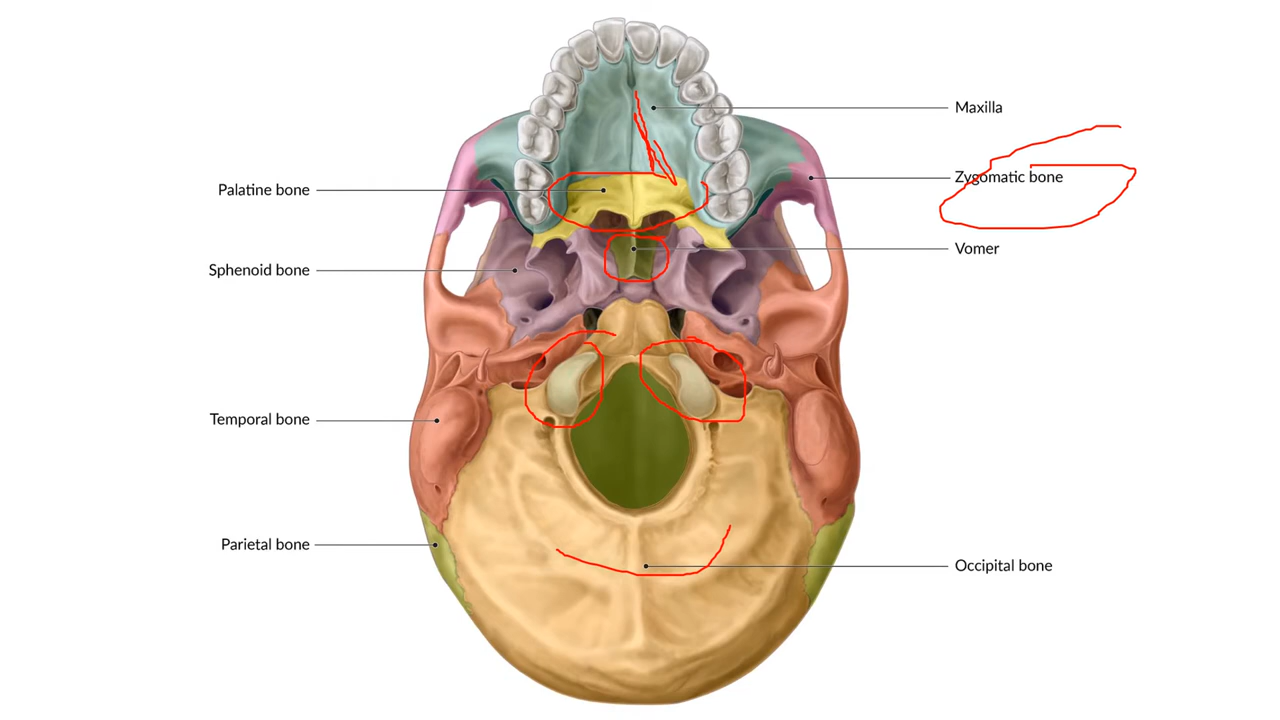 Maxilla
Zygomatic bone
Palatine bone
Vomer
Sphenoid bone
Temporal bone
Parietal bone
Occipital bone